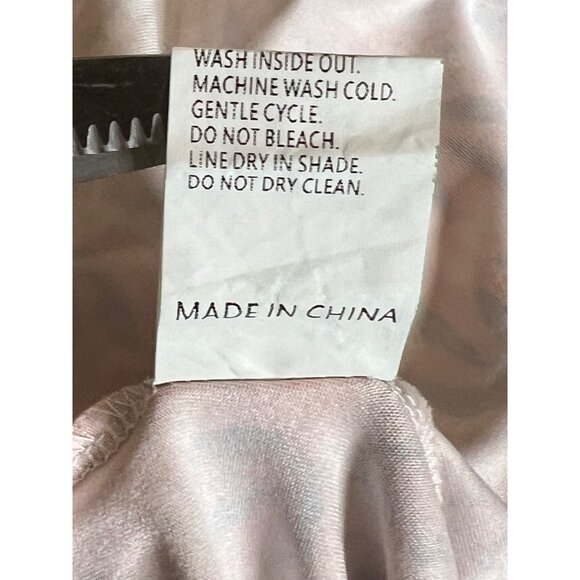 WASH INSIDE OUT.
MACHINE WASH COLD.
GENTLE CYCLE.
DO NOT BLEACH.
LINE DRY IN SHADE.
DO NOT DRY CLEAN.
MADE IN CHINA